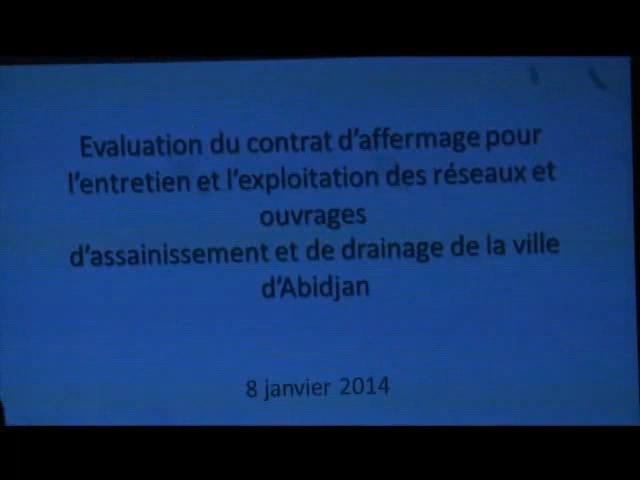 Evaluation du contrat d'affermage pour
l'entretien et l'exploitation des réseaux et
ouvrages
d'assainissement et de drainage de la ville
d'Abidjan
8 janvier 2014